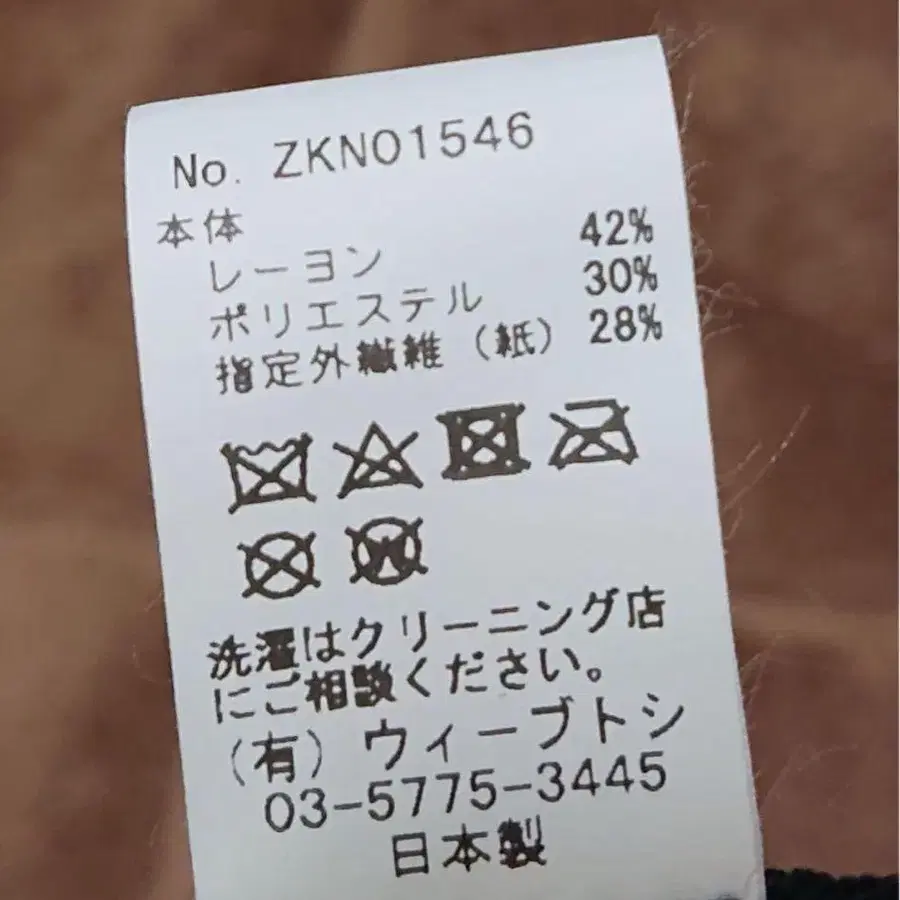 No. ZKN01546
本体
レーヨン 42%
ポリエステル 30%
指定外繊維（紙） 28%
W
洗濯はクリーニング店
にご相談ください。
（有）ウィーブトシ
03-5775-3445
日本製